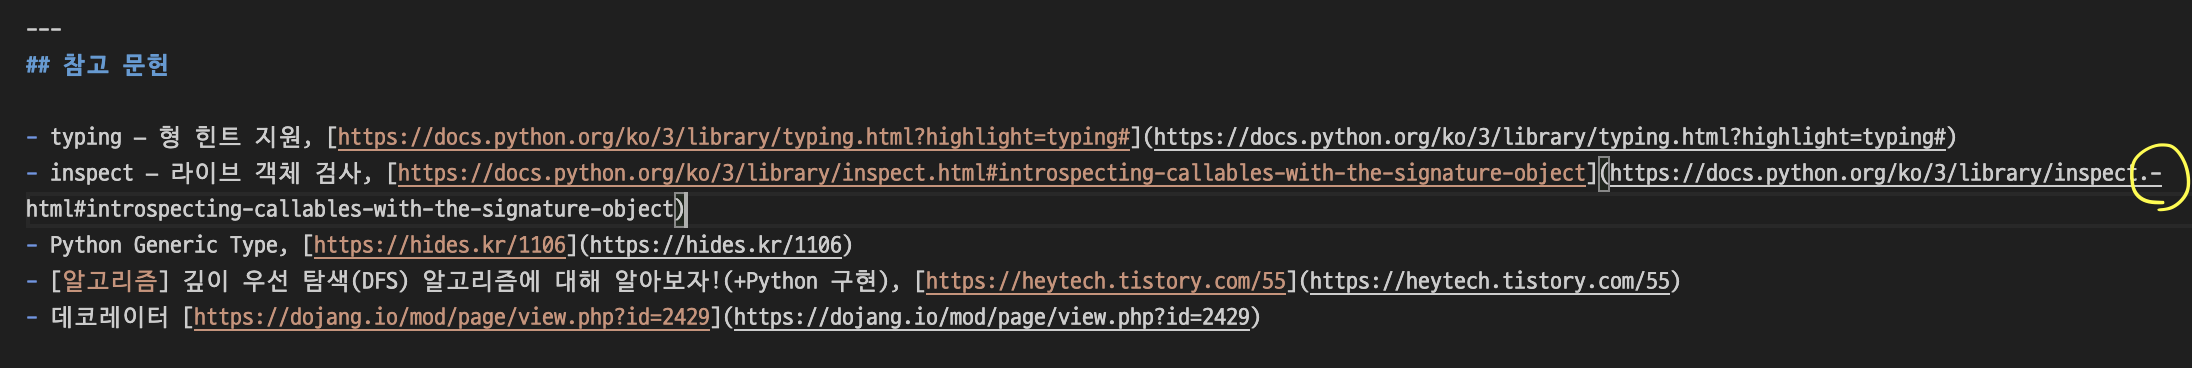 ---
## 참고 문헌
- typing — 형 힌트 지원, [https://docs.python.org/ko/3/library/typing.html?highlight=typing#](https://docs.python.org/ko/3/library/typing.html?highlight=typing#)
- inspect — 라이브 객체 검사, [https://docs.python.org/ko/3/library/inspect.html#introspecting-callables-with-the-signature-object](https://docs.python.org/ko/3/library/inspect.-
html#introspecting-callables-with-the-signature-object)
- Python Generic Type, [https://hides.kr/1106](https://hides.kr/1106)
- [알고리즘] 깊이 우선 탐색(DFS) 알고리즘에 대해 알아보자!(+Python 구현), [https://heytech.tistory.com/55](https://heytech.tistory.com/55)
- 데코레이터 [https://dojang.io/mod/page/view.php?id=2429](https://dojang.io/mod/page/view.php?id=2429)